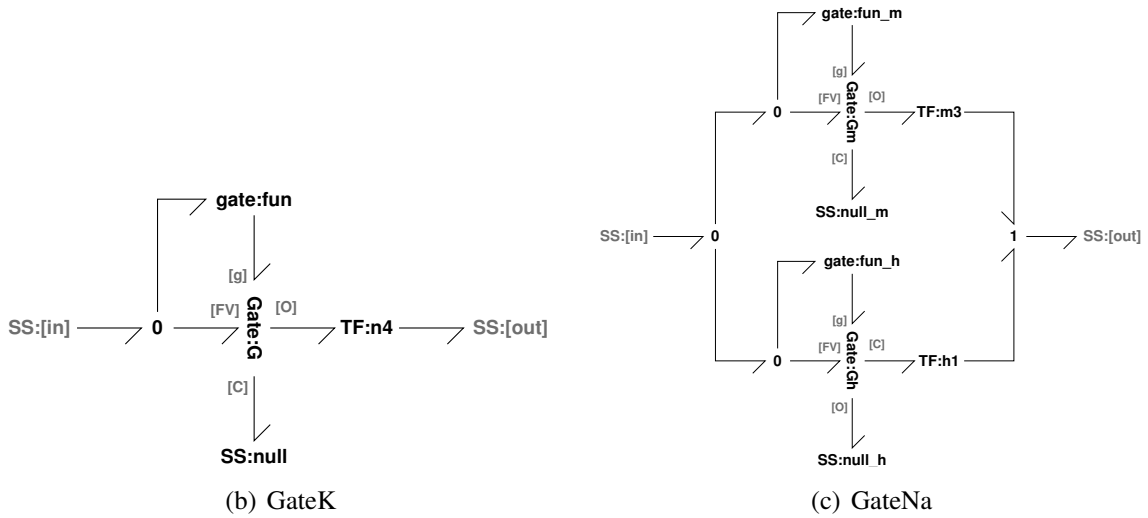 gate:fun
[g]
SS:[in]
0
[FV]
Gate:G
[O]
TF:n4
SS:[out]
[C]
SS:null
(b) GateK
gate:fun_m
[g]
0
[FV]
Gate:Gm
[O]
TF:m3
[C]
SS:null_m
SS:[in]
0
1
SS:[out]
gate:fun_h
[g]
0
[FV]
Gate:Gh
[C]
TF:h1
[O]
SS:null_h
(c) GateNa